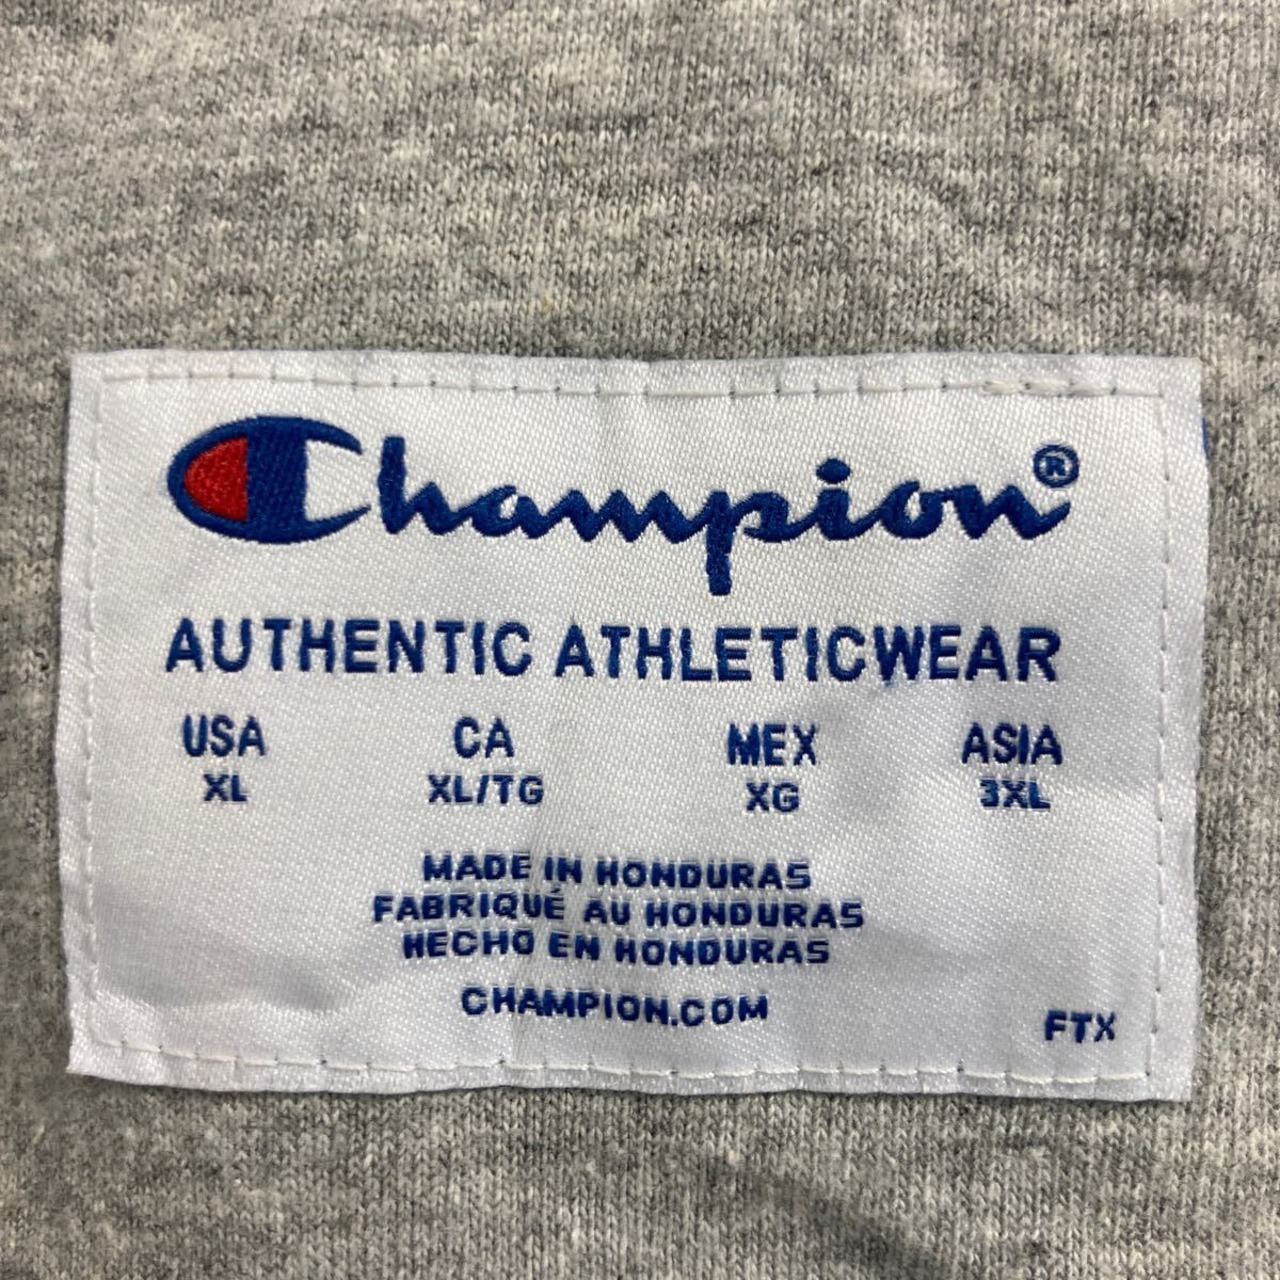 Champion®
AUTHENTIC ATHLETICWEAR
USA CA MEX ASIA
XL XL/TG XG 3XL
MADE IN HONDURAS
FABRIQUÉ AU HONDURAS
HECHO EN HONDURAS
CHAMPION.COM
FTX